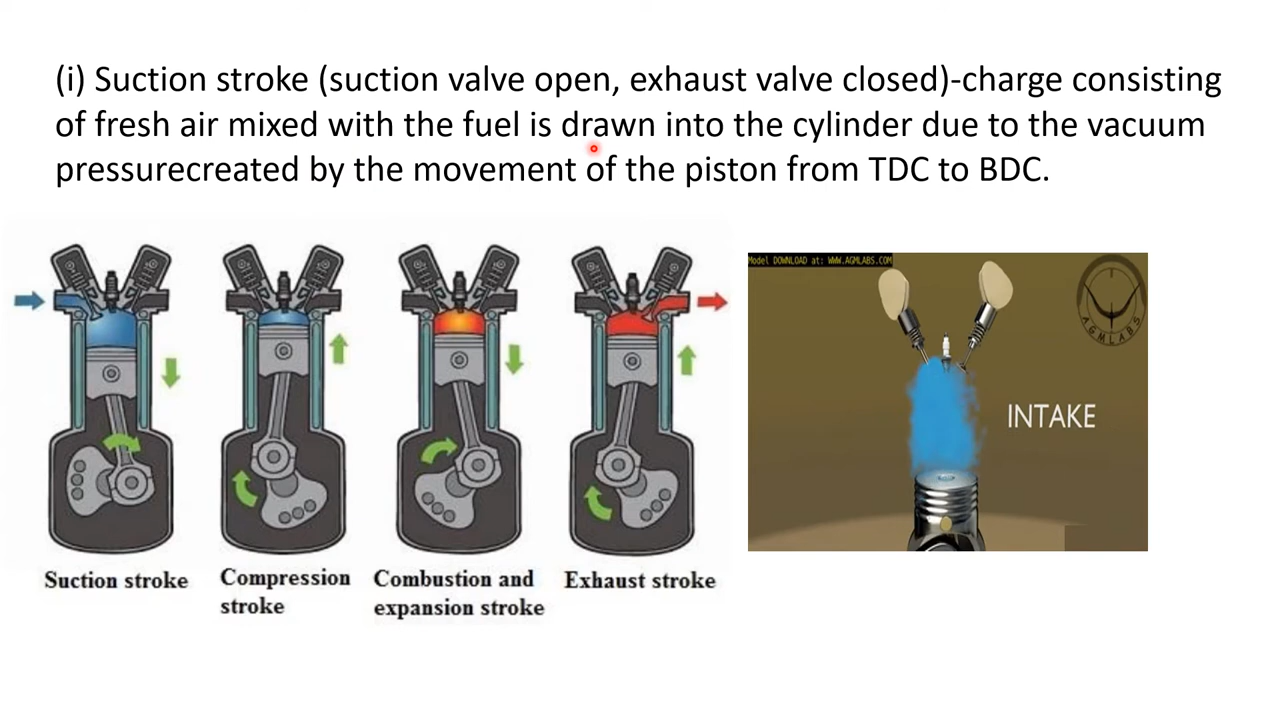 (i) Suction stroke (suction valve open, exhaust valve closed)-charge consisting
of fresh air mixed with the fuel is drawn into the cylinder due to the vacuum
pressurecreated by the movement of the piston from TDC to BDC.
Model DOWNLOAD at: WWW.AGMLABS.COM
AGMLABS
INTAKE
Suction stroke
Compression
stroke
Combustion and
expansion stroke
Exhaust stroke